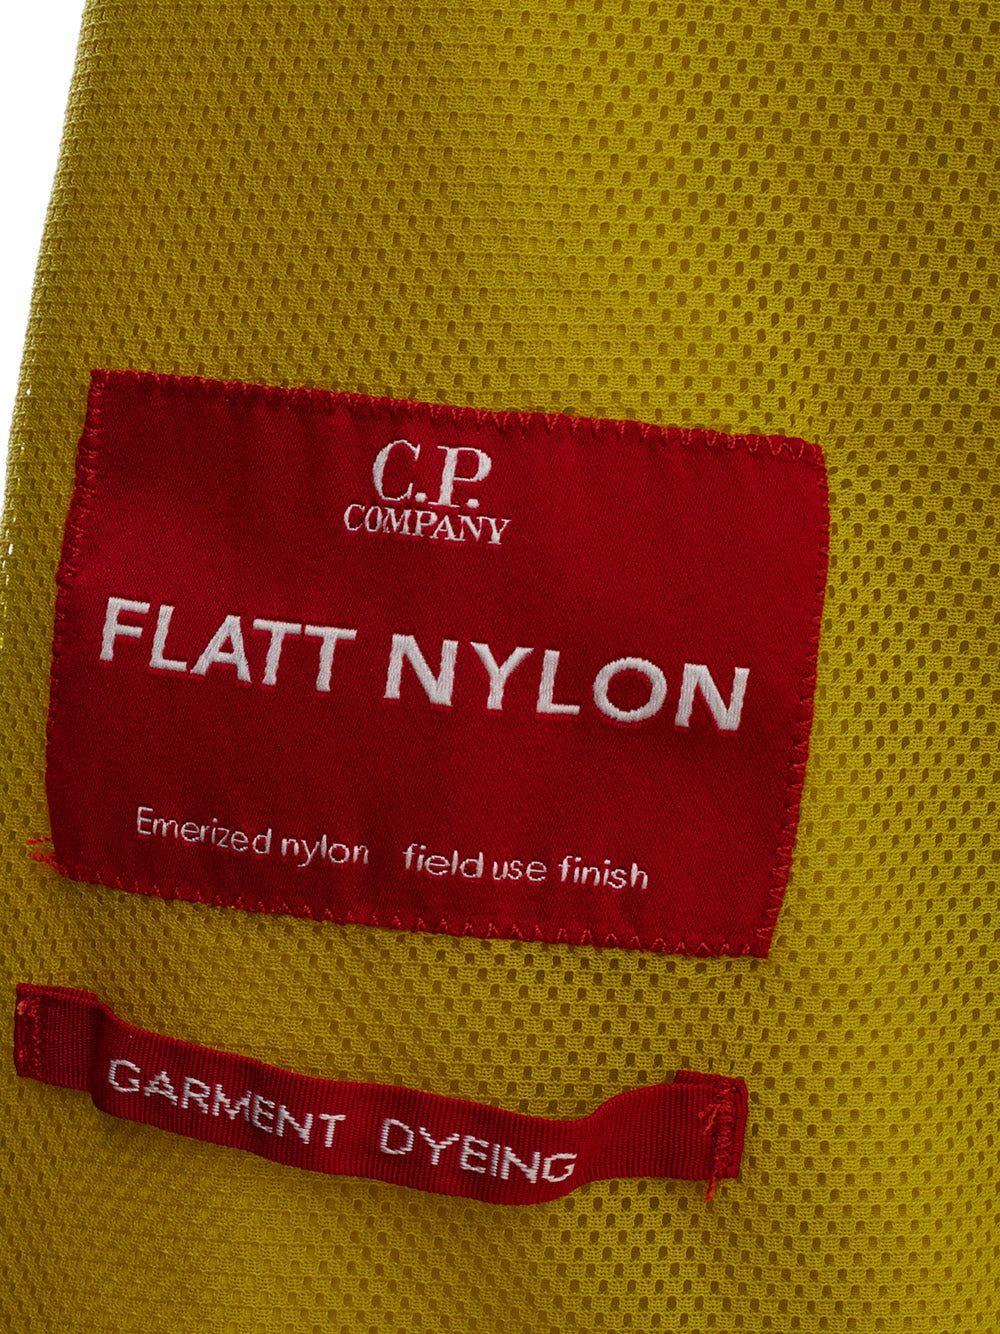 C.P.
COMPANY
FLATT NYLON
Emerized nylon field use finish
GARMENT DYEING